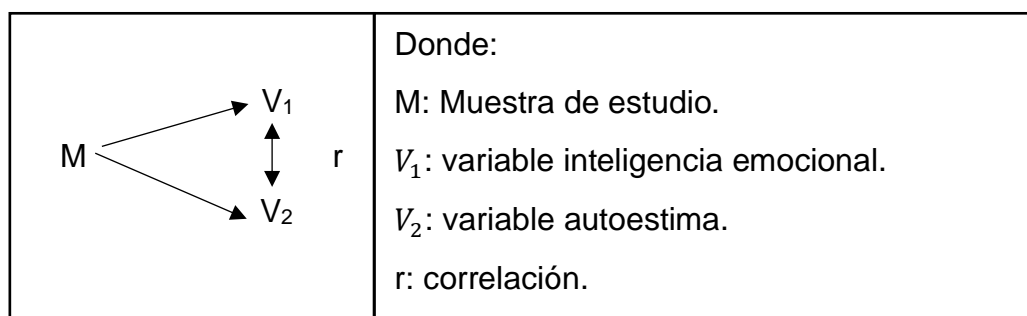 V₁
M
r
V₂
Donde:
M: Muestra de estudio.
𝑉₁: variable inteligencia emocional.
𝑉₂: variable autoestima.
r: correlación.